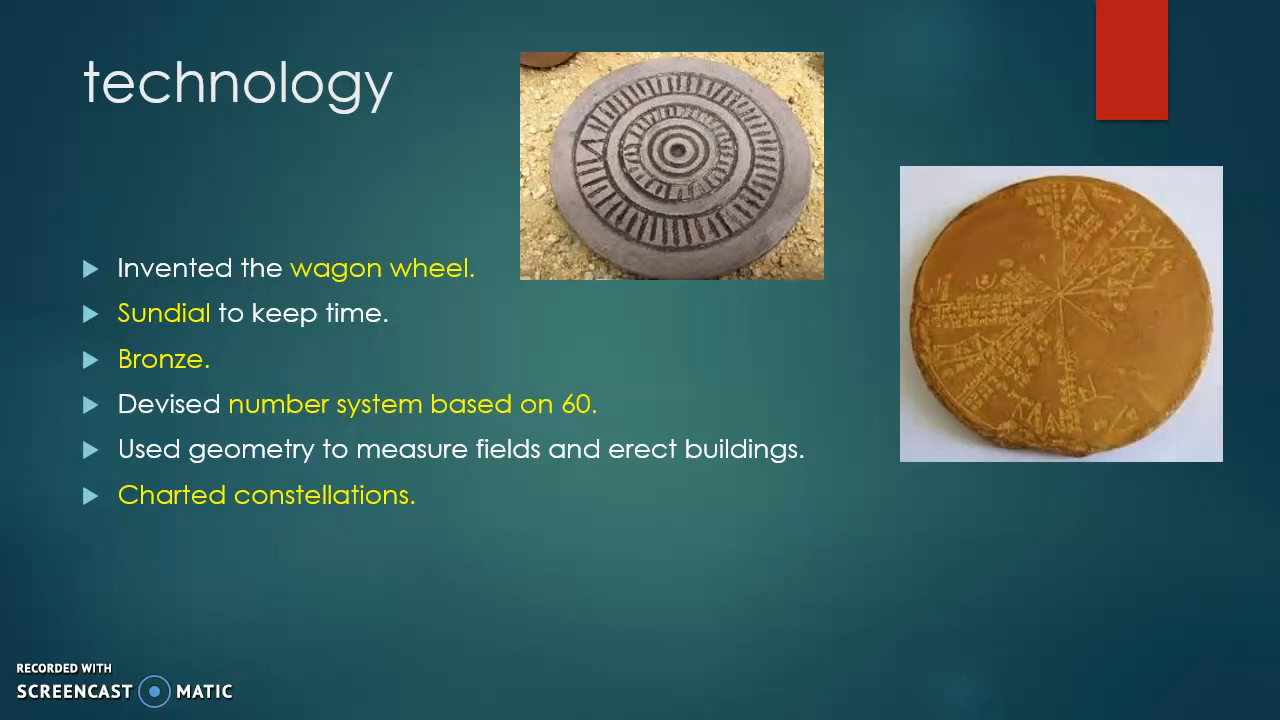 technology
Invented the wagon wheel.
Sundial to keep time.
Bronze.
Devised number system based on 60.
Used geometry to measure fields and erect buildings.
Charted constellations.
RECORDED WITH
SCREENCAST MATIC